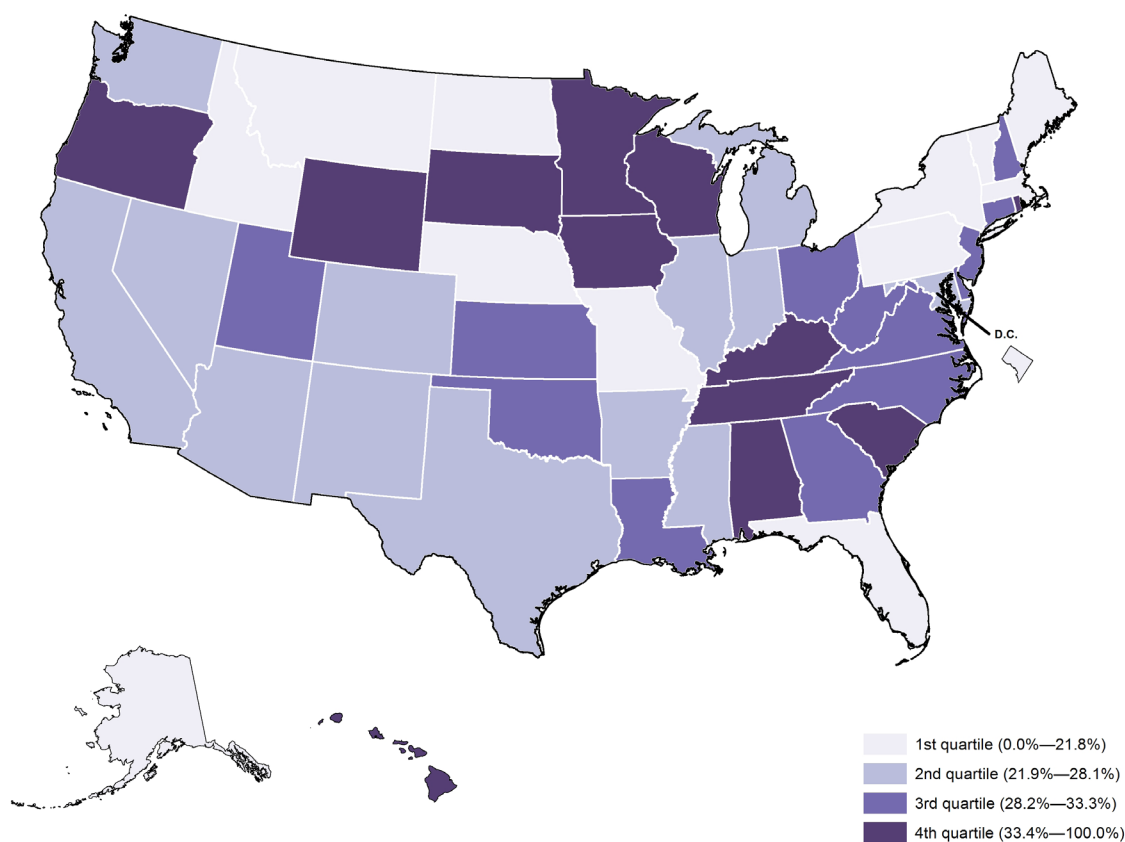 D.C.
1st quartile (0.0%—21.8%)
2nd quartile (21.9%—28.1%)
3rd quartile (28.2%—33.3%)
4th quartile (33.4%—100.0%)